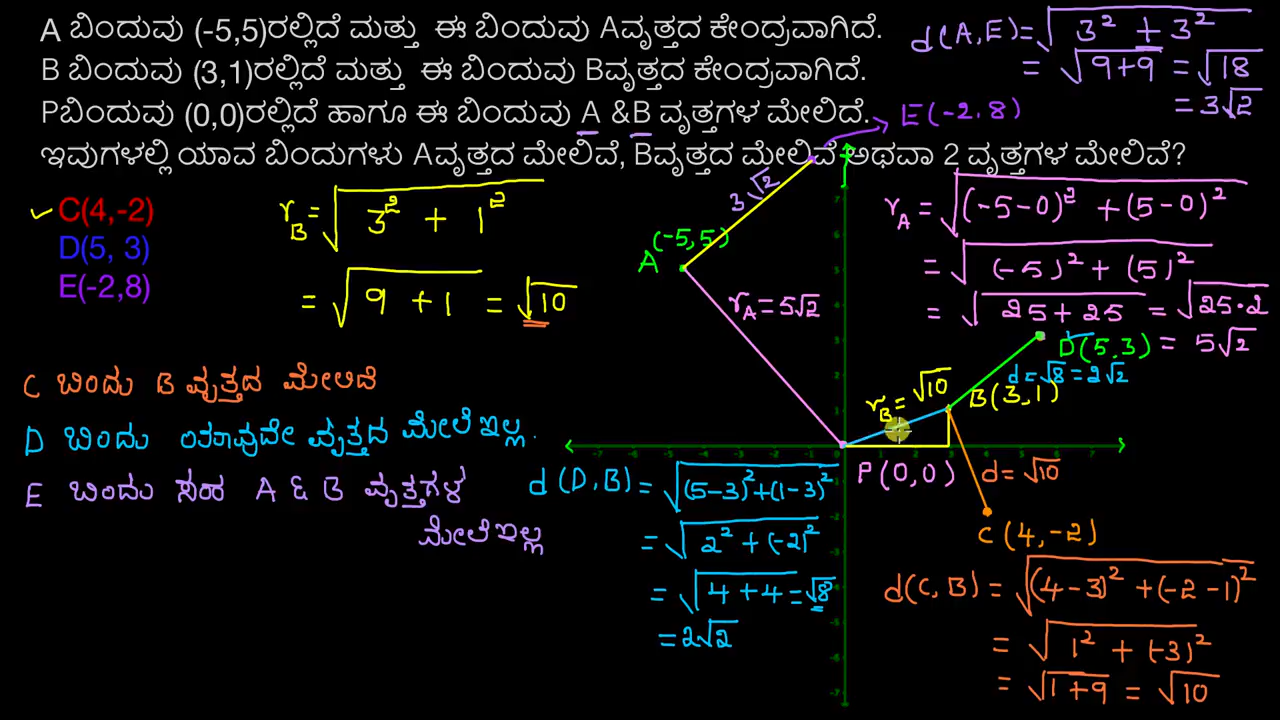 A ಬಿಂದುವು (-5,5)ರಲ್ಲಿದೆ ಮತ್ತು ಈ ಬಿಂದುವು Aವೃತ್ತದ ಕೇಂದ್ರವಾಗಿದೆ.
B ಬಿಂದುವು (3,1)ರಲ್ಲಿದೆ ಮತ್ತು ಈ ಬಿಂದುವು Bವೃತ್ತದ ಕೇಂದ್ರವಾಗಿದೆ.
Pಬಿಂದುವು (0,0)ರಲ್ಲಿದೆ ಹಾಗೂ ಈ ಬಿಂದುವು A &B ವೃತ್ತಗಳ ಮೇಲಿದೆ.
ಇವುಗಳಲ್ಲಿ ಯಾವ ಬಿಂದುಗಳು Aವೃತ್ತದ ಮೇಲಿವೆ, Bವೃತ್ತದ ಮೇಲಿವೆ ಅಥವಾ 2 ವೃತ್ತಗಳ ಮೇಲಿವೆ?
d(A,E)=√3²+3²
=√9+9 =√18
=3√2
E(-2,8)
✓C(4,-2)
D(5, 3)
E(-2,8)
r_B=√3²+1²
=√9+1 =√10
C ಬಿಂದು B ವೃತ್ತದ ಮೇಲಿದೆ
D ಬಿಂದು ಯಾವುದೇ ವೃತ್ತದ ಮೇಲೆ ಇಲ್ಲ.
E ಬಿಂದು ಸಹ A & B ವೃತ್ತಗಳ
ಮೇಲೆ ಇಲ್ಲ
3√2
(-5,5)
A
r_A=5√2
r_A=√(-5-0)²+(5-0)²
=√(-5)²+(5)²
=√25+25 =√25·2
=5√2
D(5,3)
d=√8=2√2
r_B=√10
B(3,1)
P(0,0)
d=√10
C(4,-2)
d(D,B)=√(5-3)²+(1-3)²
=√2²+(-2)²
=√4+4=√8
=2√2
d(C,B)=√(4-3)²+(-2-1)²
=√1²+(-3)²
=√1+9 =√10